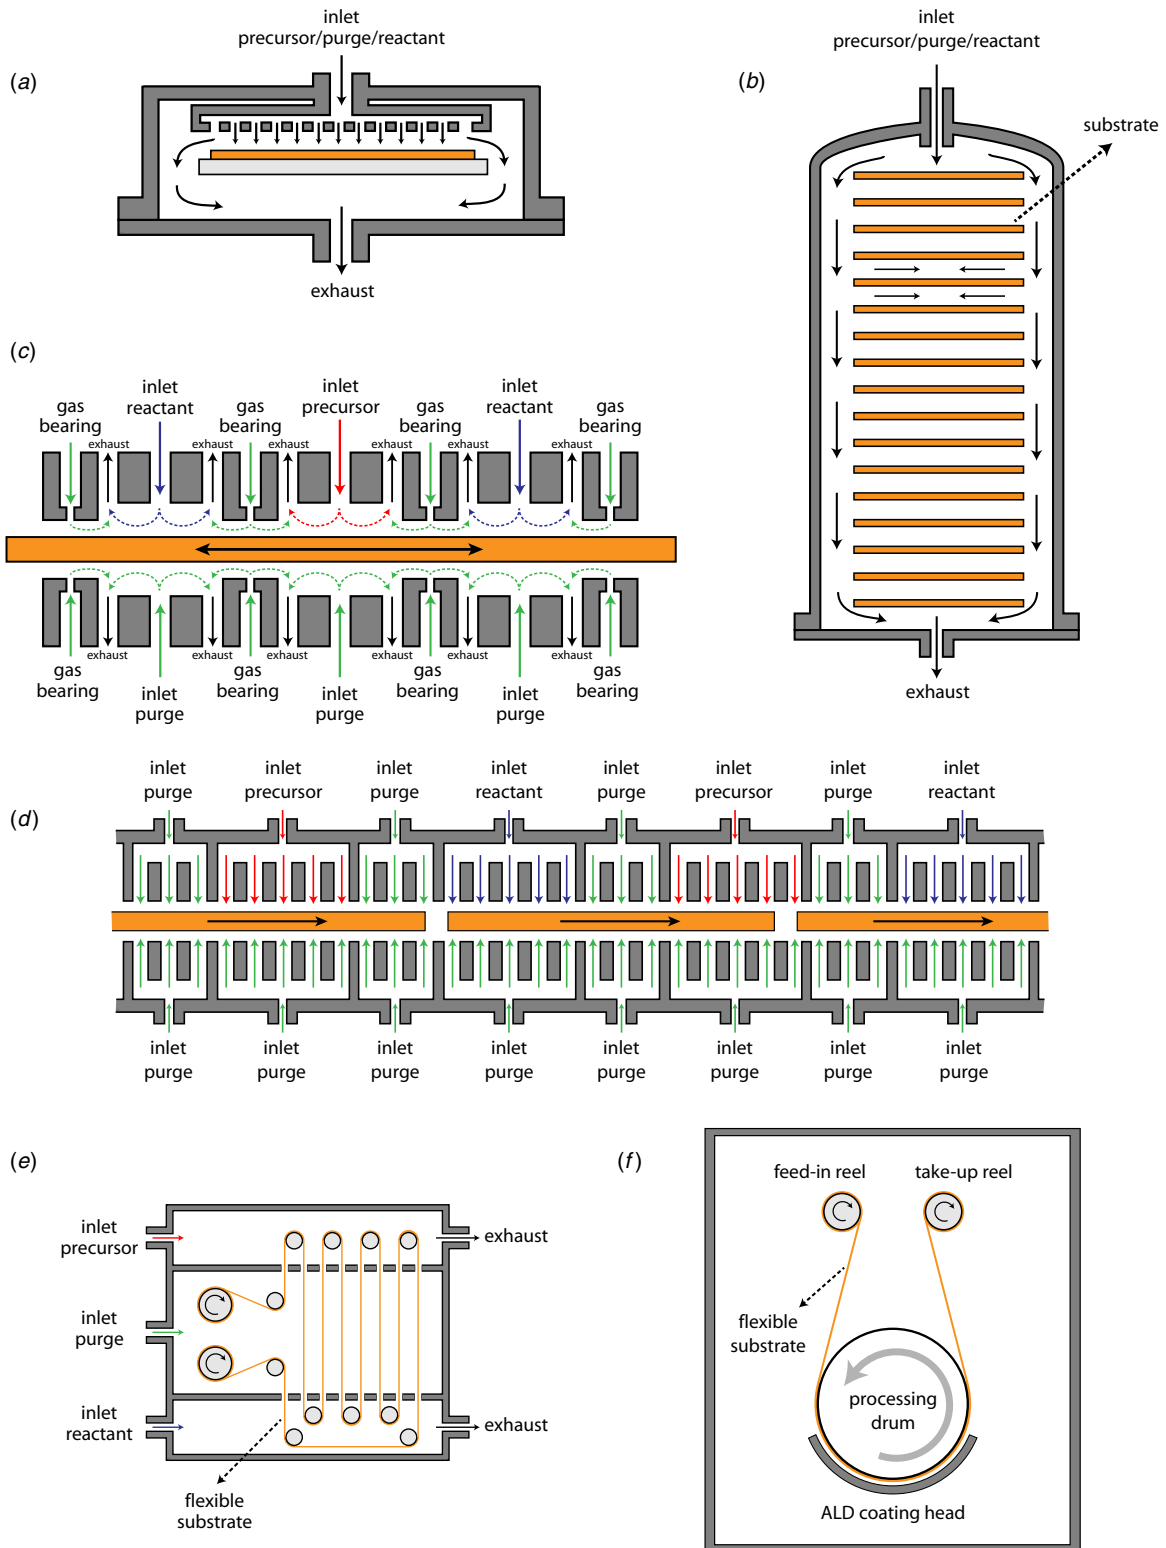 inlet
precursor/purge/reactant
(a)
exhaust
inlet
precursor/purge/reactant
(b)
substrate
exhaust
(c)
gas
bearing
inlet
reactant
gas
bearing
inlet
precursor
gas
bearing
inlet
reactant
gas
bearing
exhaust
exhaust
exhaust
exhaust
exhaust
exhaust
exhaust
exhaust
exhaust
exhaust
exhaust
exhaust
gas
bearing
inlet
purge
gas
bearing
inlet
purge
gas
bearing
inlet
purge
gas
bearing
(d)
inlet
purge
inlet
precursor
inlet
purge
inlet
reactant
inlet
purge
inlet
precursor
inlet
purge
inlet
reactant
inlet
purge
inlet
purge
inlet
purge
inlet
purge
inlet
purge
inlet
purge
inlet
purge
inlet
purge
(e)
inlet
precursor
exhaust
inlet
purge
inlet
reactant
exhaust
flexible
substrate
(f)
feed-in reel
take-up reel
flexible
substrate
processing
drum
ALD coating head